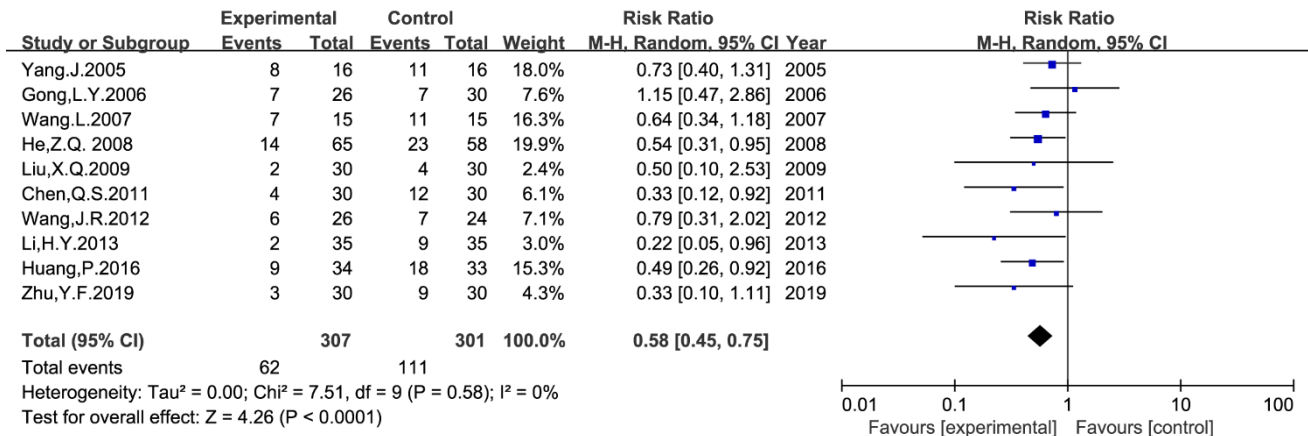 Experimental Control Risk Ratio Risk Ratio
Study or Subgroup Events Total Events Total Weight M-H, Random, 95% CI Year M-H, Random, 95% CI
Yang.J.2005 8 16 11 16 18.0% 0.73 [0.40, 1.31] 2005
Gong,L.Y.2006 7 26 7 30 7.6% 1.15 [0.47, 2.86] 2006
Wang.L.2007 7 15 11 15 16.3% 0.64 [0.34, 1.18] 2007
He,Z.Q. 2008 14 65 23 58 19.9% 0.54 [0.31, 0.95] 2008
Liu,X.Q.2009 2 30 4 30 2.4% 0.50 [0.10, 2.53] 2009
Chen,Q.S.2011 4 30 12 30 6.1% 0.33 [0.12, 0.92] 2011
Wang,J.R.2012 6 26 7 24 7.1% 0.79 [0.31, 2.02] 2012
Li,H.Y.2013 2 35 9 35 3.0% 0.22 [0.05, 0.96] 2013
Huang,P.2016 9 34 18 33 15.3% 0.49 [0.26, 0.92] 2016
Zhu,Y.F.2019 3 30 9 30 4.3% 0.33 [0.10, 1.11] 2019
Total (95% CI) 307 301 100.0% 0.58 [0.45, 0.75]
Total events 62 111
Heterogeneity: Tau² = 0.00; Chi² = 7.51, df = 9 (P = 0.58); I² = 0%
Test for overall effect: Z = 4.26 (P < 0.0001)
0.01 0.1 1 10 100
Favours [experimental] Favours [control]